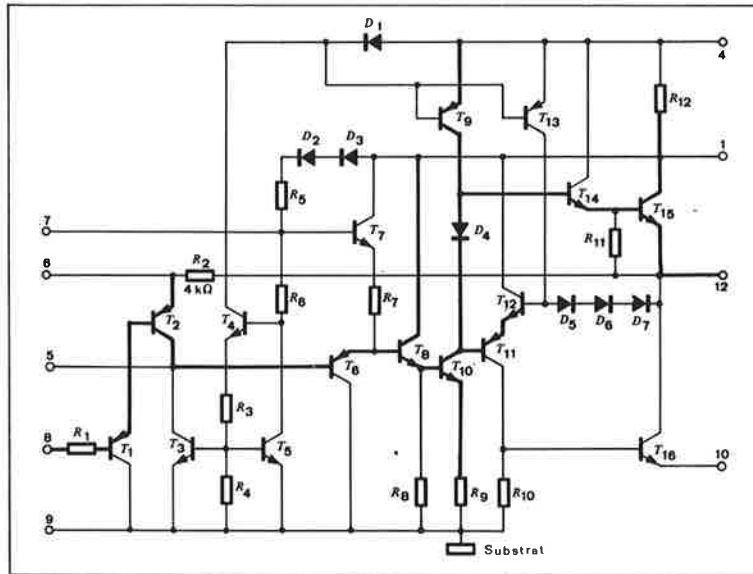 D1
4
R12
T9
T13
D2 D3
1
R5
T14
T15
7
T7
D4
R11
6
R2
4 kΩ
12
R6
R7
T12
T2
T4
D5 D6 D7
5
T6
T8
T10
T11
R3
8
R1
T1
T3
T5
T16
R4
R8
R9
R10
10
9
Substrat